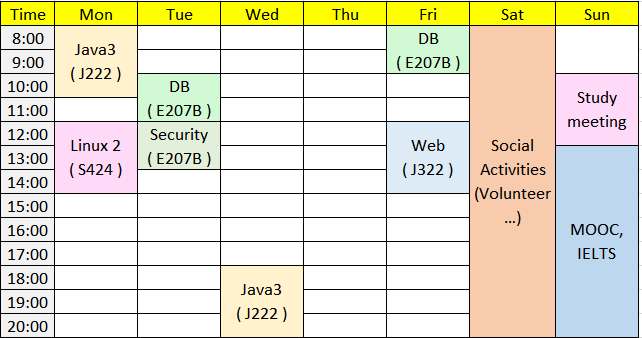 Time Mon Tue Wed Thu Fri Sat Sun
8:00
9:00
10:00
11:00
12:00
13:00
14:00
15:00
16:00
17:00
18:00
19:00
20:00
Java3
( J222 )
Linux 2
( S424 )
DB
( E207B )
Security
( E207B )
Java3
( J222 )
DB
( E207B )
Web
( J322 )
Social
Activities
(Volunteer
...)
Study
meeting
MOOC,
IELTS